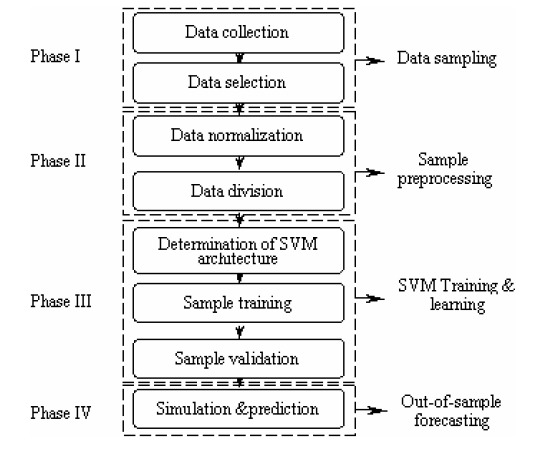 Data collection
Phase I
Data sampling
Data selection
Data normalization
Phase II
Sample
preprocessing
Data division
Determination of SVM
architecture
Phase III
Sample training
SVM Training &
learning
Sample validation
Phase IV
Simulation &prediction
Out-of-sample
forecasting